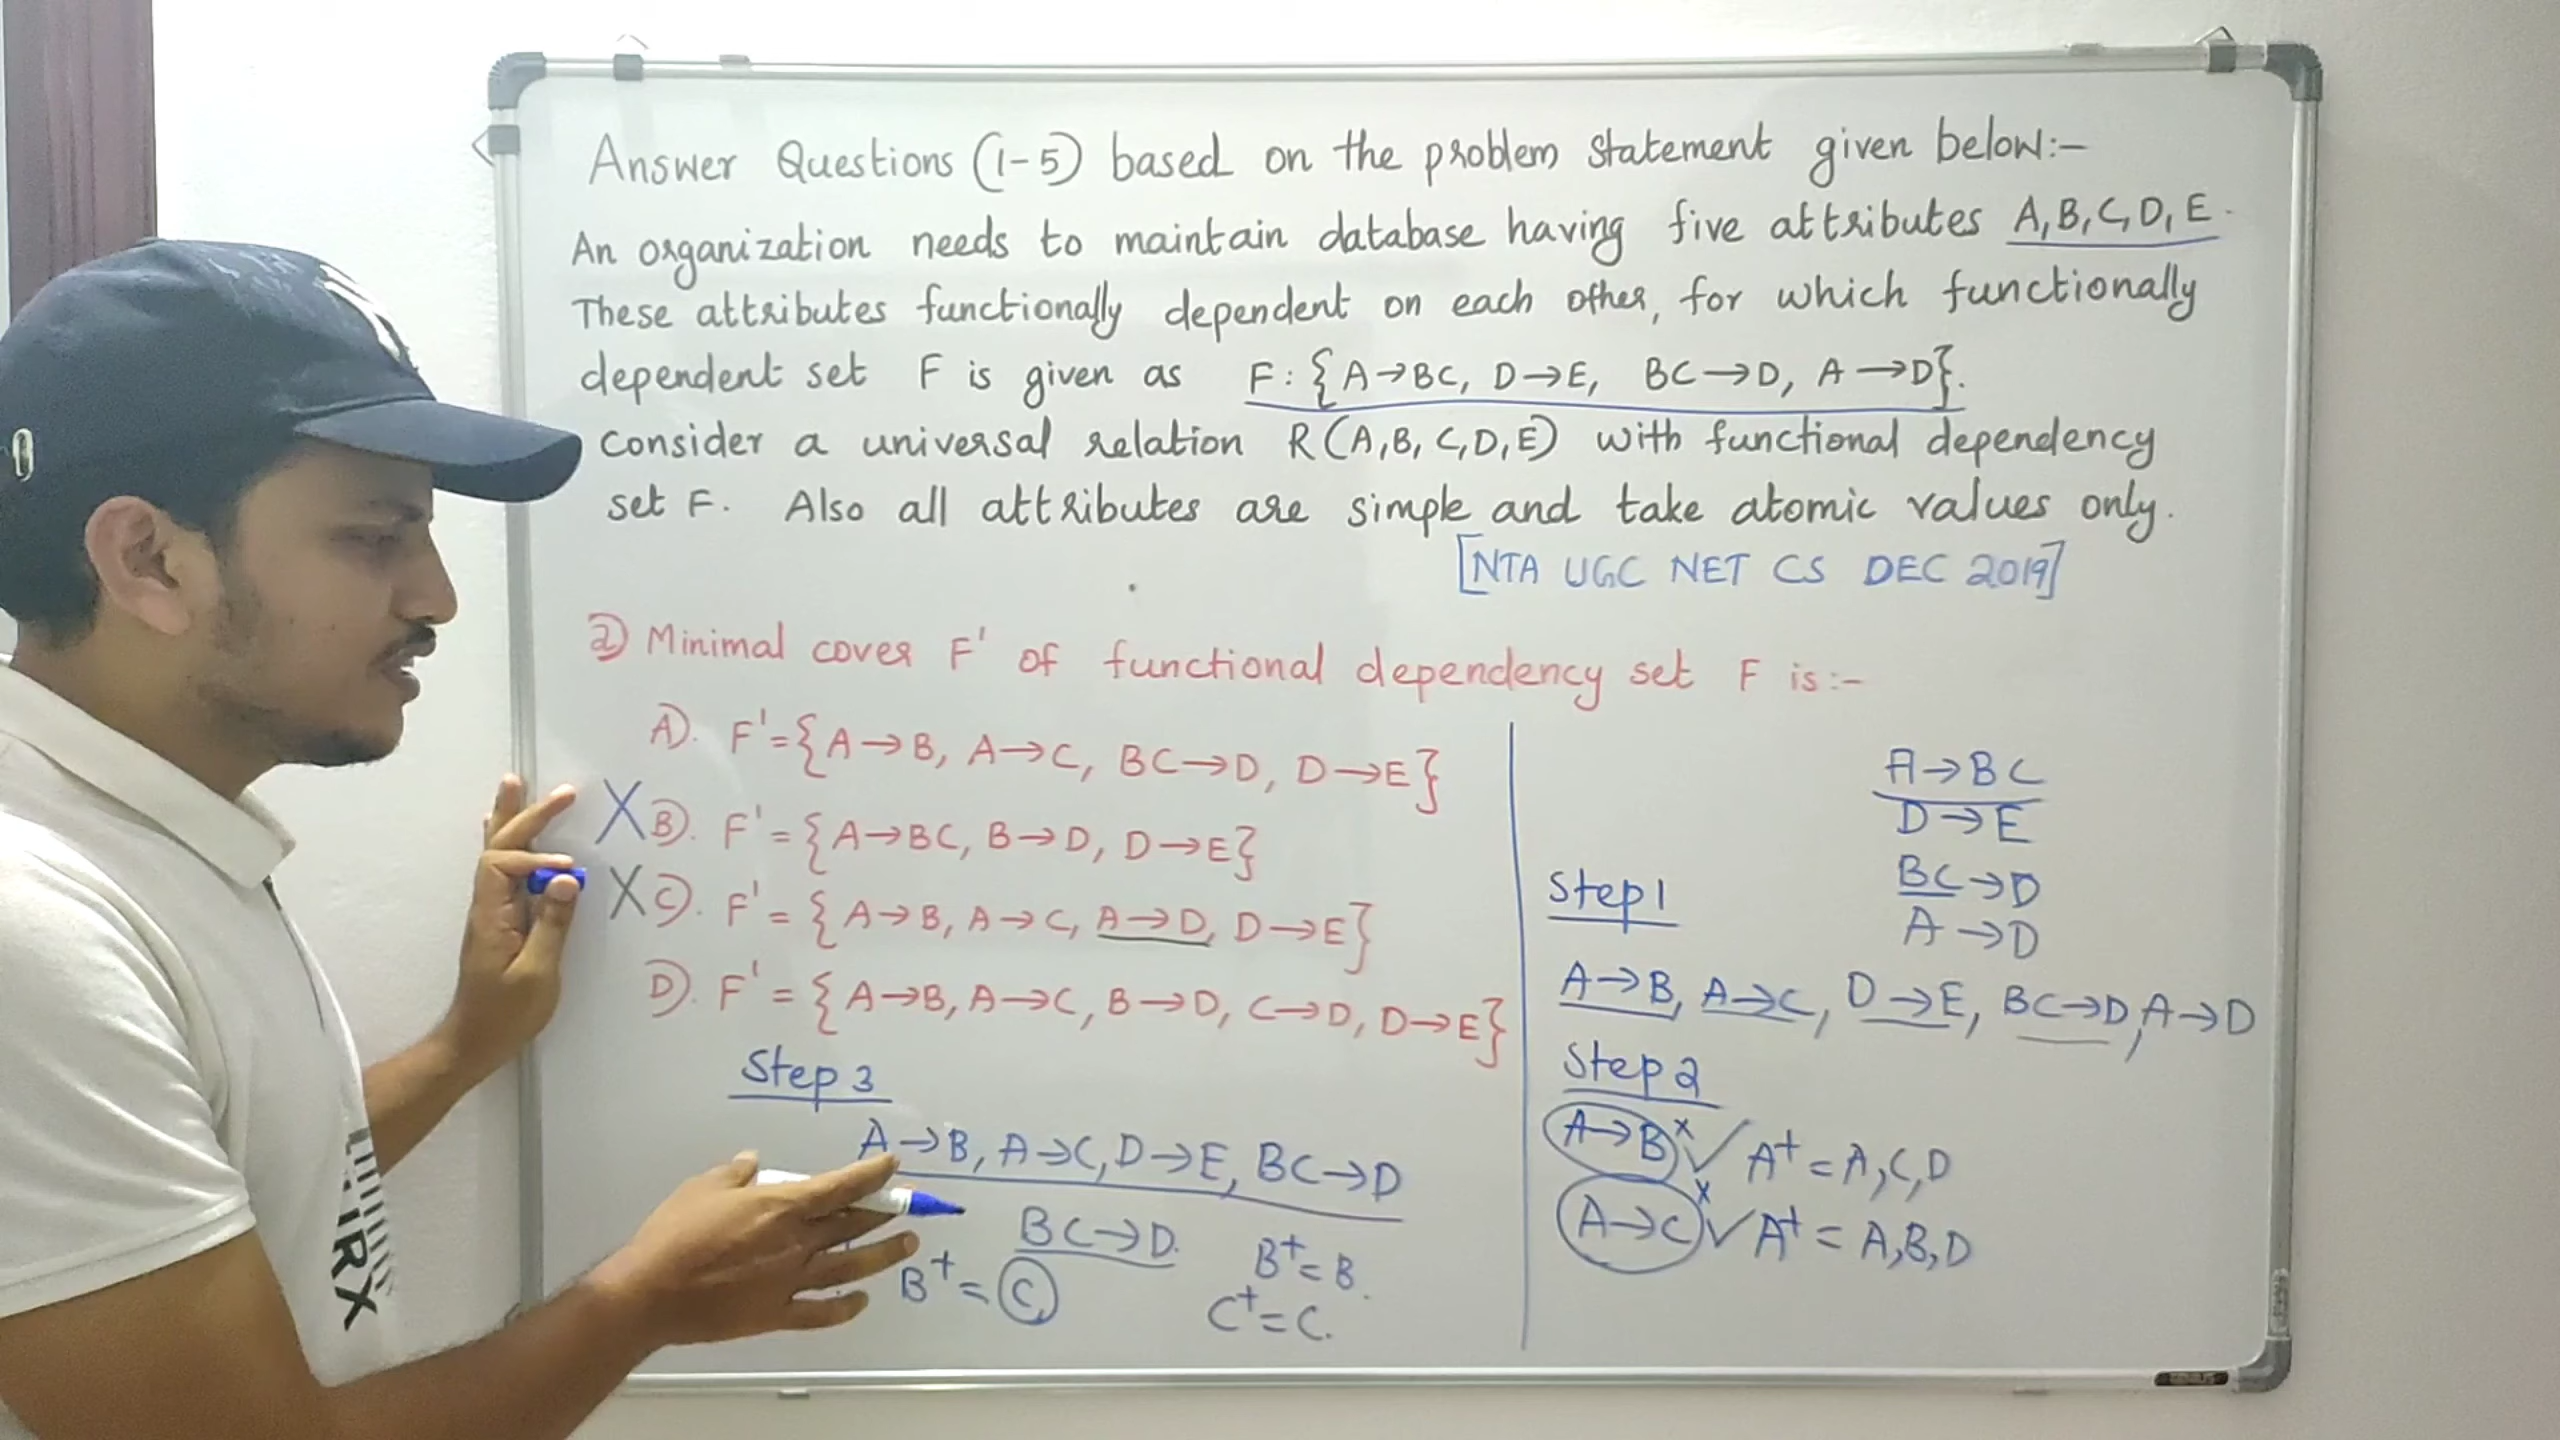 Answer Questions (1-5) based on the problem statement given below:-
An organization needs to maintain database having five attributes A,B,C,D,E.
These attributes functionally dependent on each other, for which functionally
dependent set F is given as F:{A→BC, D→E, BC→D, A→D}.
Consider a universal relation R(A,B,C,D,E) with functional dependency
set F. Also all attributes are simple and take atomic values only.
[NTA UGC NET CS DEC 2019]
2) Minimal cover F' of functional dependency set F is:-
A). F'={A→B, A→C, BC→D, D→E}
X B). F'={A→BC, B→D, D→E}
X C). F'={A→B, A→C, A→D, D→E}
D). F'={A→B, A→C, B→D, C→D, D→E}
Step 3
A→B, A→C, D→E, BC→D
BC→D.
B+=C
B+=B.
C+=C.
A→BC
D→E
BC→D
A→D
Step 1
A→B, A→C, D→E, BC→D, A→D
Step 2
A→B x ✓ A+=A,C,D
A→C x ✓ A+=A,B,D